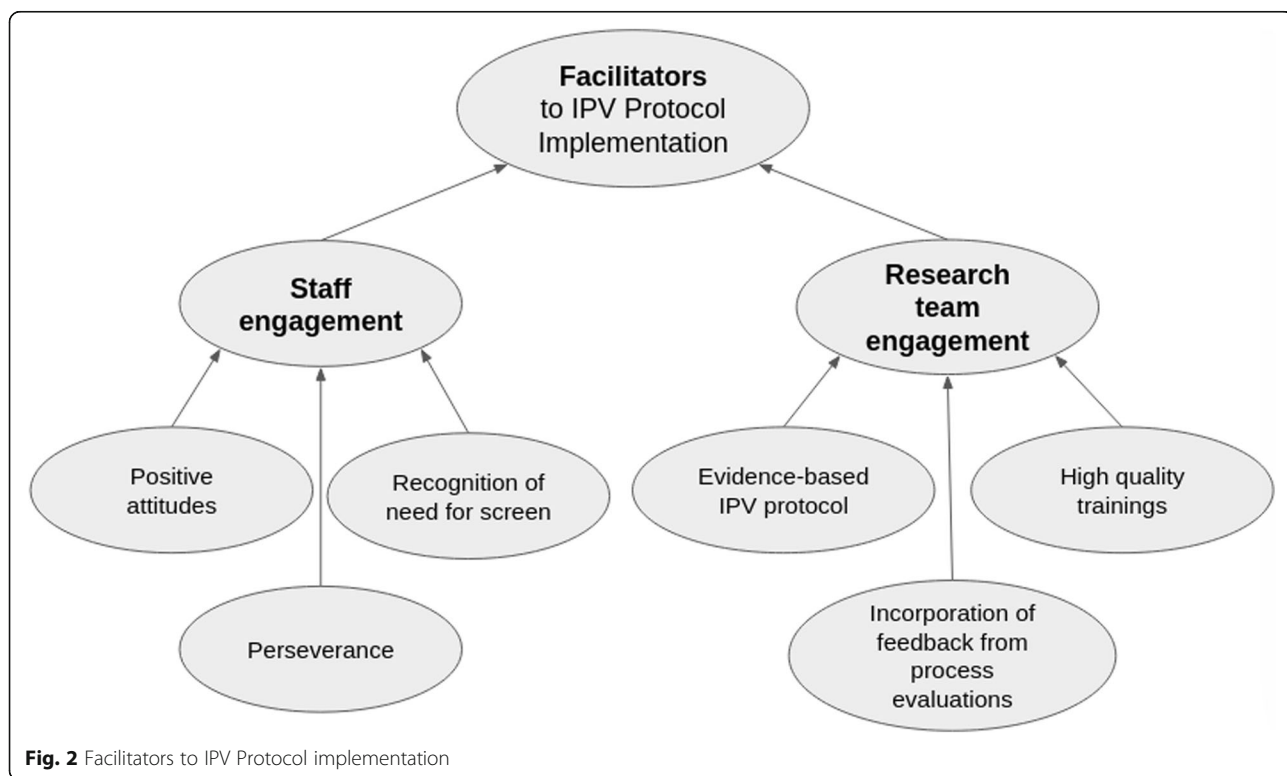 Facilitators
to IPV Protocol
Implementation
Staff
engagement
Research
team
engagement
Positive
attitudes
Recognition of
need for screen
Evidence-based
IPV protocol
High quality
trainings
Perseverance
Incorporation of
feedback from
process
evaluations
Fig. 2 Facilitators to IPV Protocol implementation